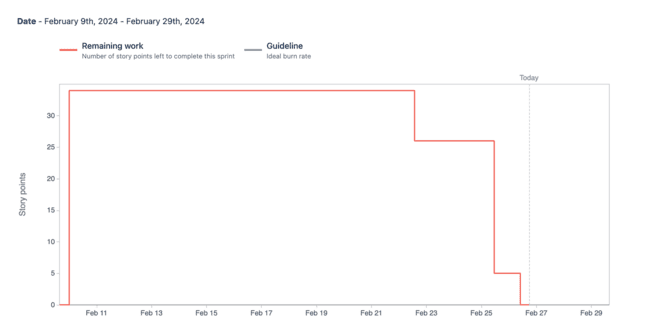 Date - February 9th, 2024 - February 29th, 2024
Remaining work
Number of story points left to complete this sprint
Guideline
Ideal burn rate
Today
Story points
30
25
20
15
10
5
0
Feb 11 Feb 13 Feb 15 Feb 17 Feb 19 Feb 21 Feb 23 Feb 25 Feb 27 Feb 29